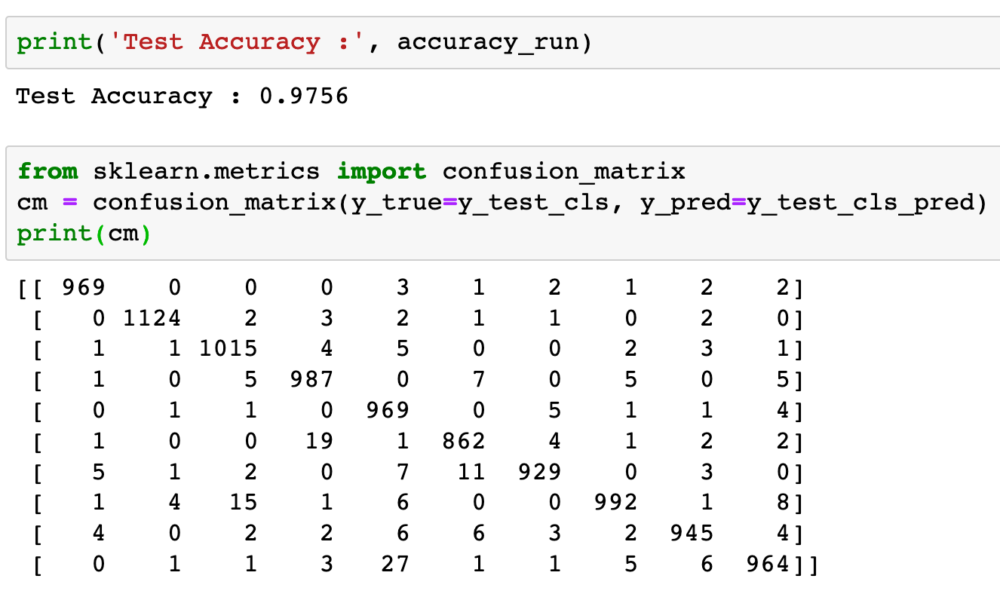 print('Test Accuracy :', accuracy_run)
Test Accuracy : 0.9756
from sklearn.metrics import confusion_matrix
cm = confusion_matrix(y_true=y_test_cls, y_pred=y_test_cls_pred)
print(cm)
[[ 969 0 0 0 3 1 2 1 2 2]
[ 0 1124 2 3 2 1 1 0 2 0]
[ 1 1 1015 4 5 0 0 2 3 1]
[ 1 0 5 987 0 7 0 5 0 5]
[ 0 1 1 0 969 0 5 1 1 4]
[ 1 0 0 19 1 862 4 1 2 2]
[ 5 1 2 0 7 11 929 0 3 0]
[ 1 4 15 1 6 0 0 992 1 8]
[ 4 0 2 2 6 6 3 2 945 4]
[ 0 1 1 3 27 1 1 5 6 964]]